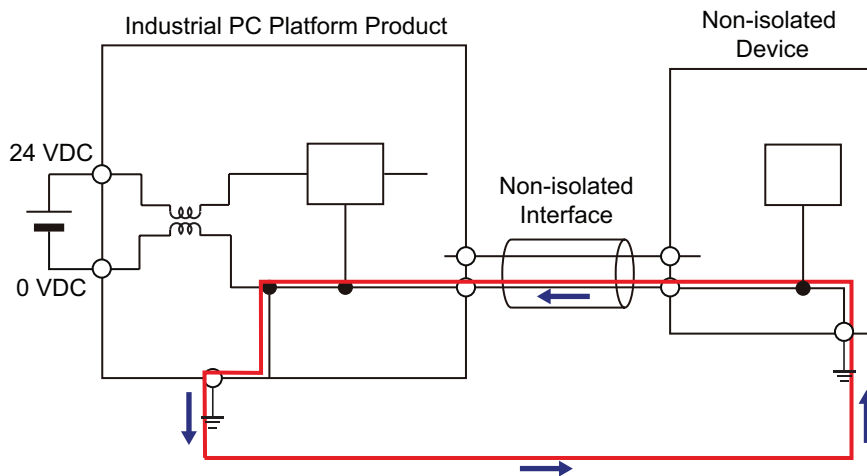 Industrial PC Platform Product
Non-isolated
Device
24 VDC
Non-isolated
Interface
0 VDC